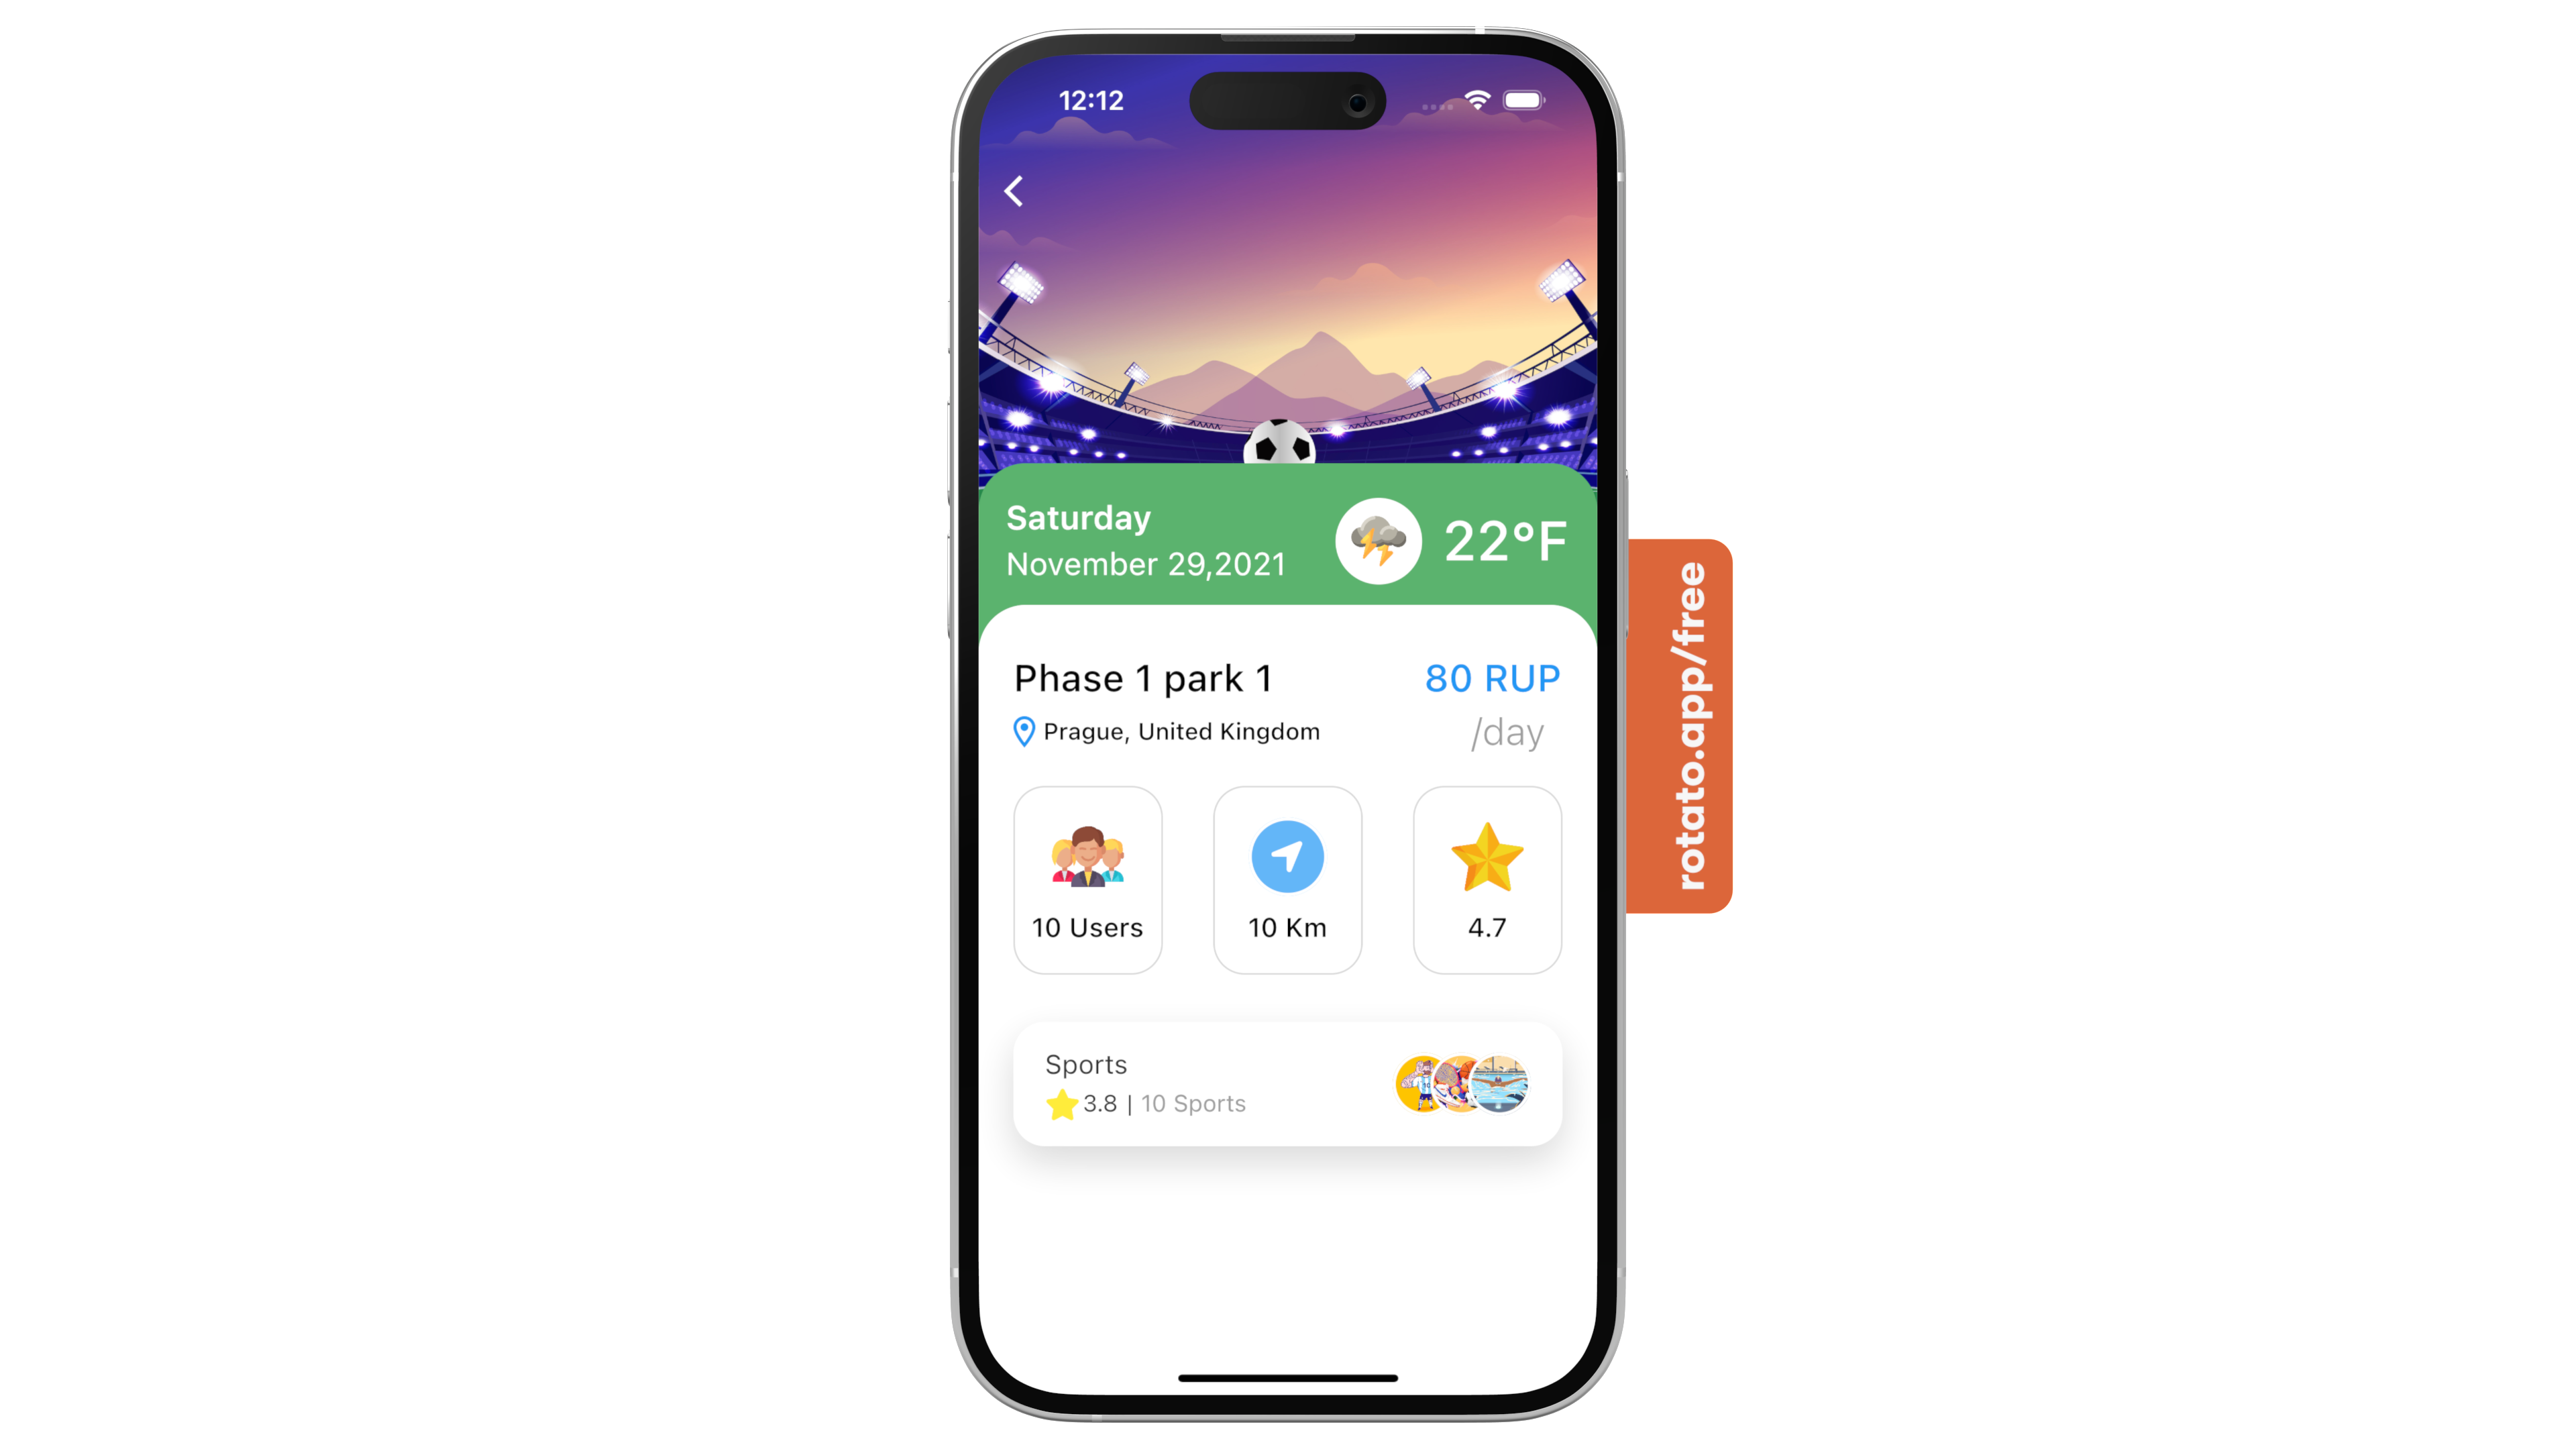 12:12
Saturday
November 29,2021
22°F
Phase 1 park 1
80 RUP
Prague, United Kingdom
/day
10 Users
10 Km
4.7
Sports
3.8 | 10 Sports
rotato.app/free